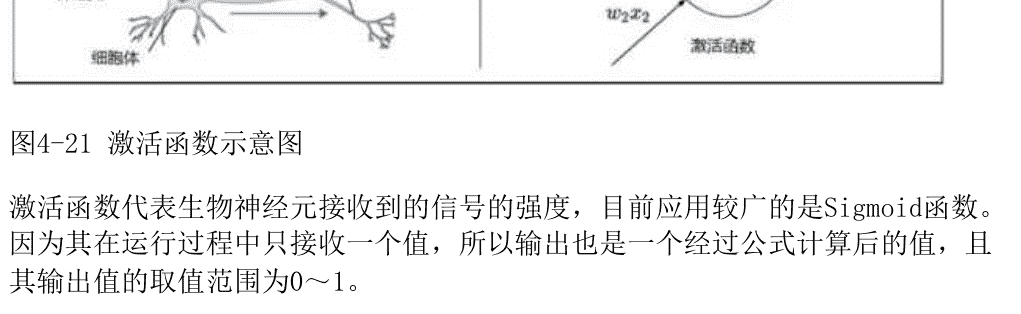 w₂x₂
细胞体
激活函数
图4-21 激活函数示意图
激活函数代表生物神经元接收到的信号的强度，目前应用较广的是Sigmoid函数。
因为其在运行过程中只接收一个值，所以输出也是一个经过公式计算后的值，且
其输出值的取值范围为0～1。